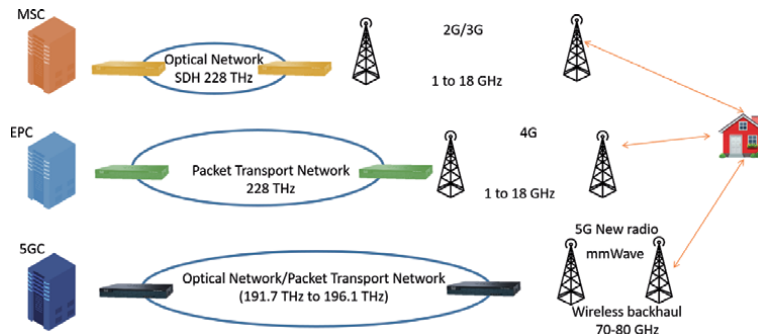 MSC
Optical Network
SDH 228 THz
2G/3G
1 to 18 GHz
EPC
Packet Transport Network
228 THz
4G
1 to 18 GHz
5GC
Optical Network/Packet Transport Network
(191.7 THz to 196.1 THz)
5G New radio
mmWave
Wireless backhaul
70-80 GHz